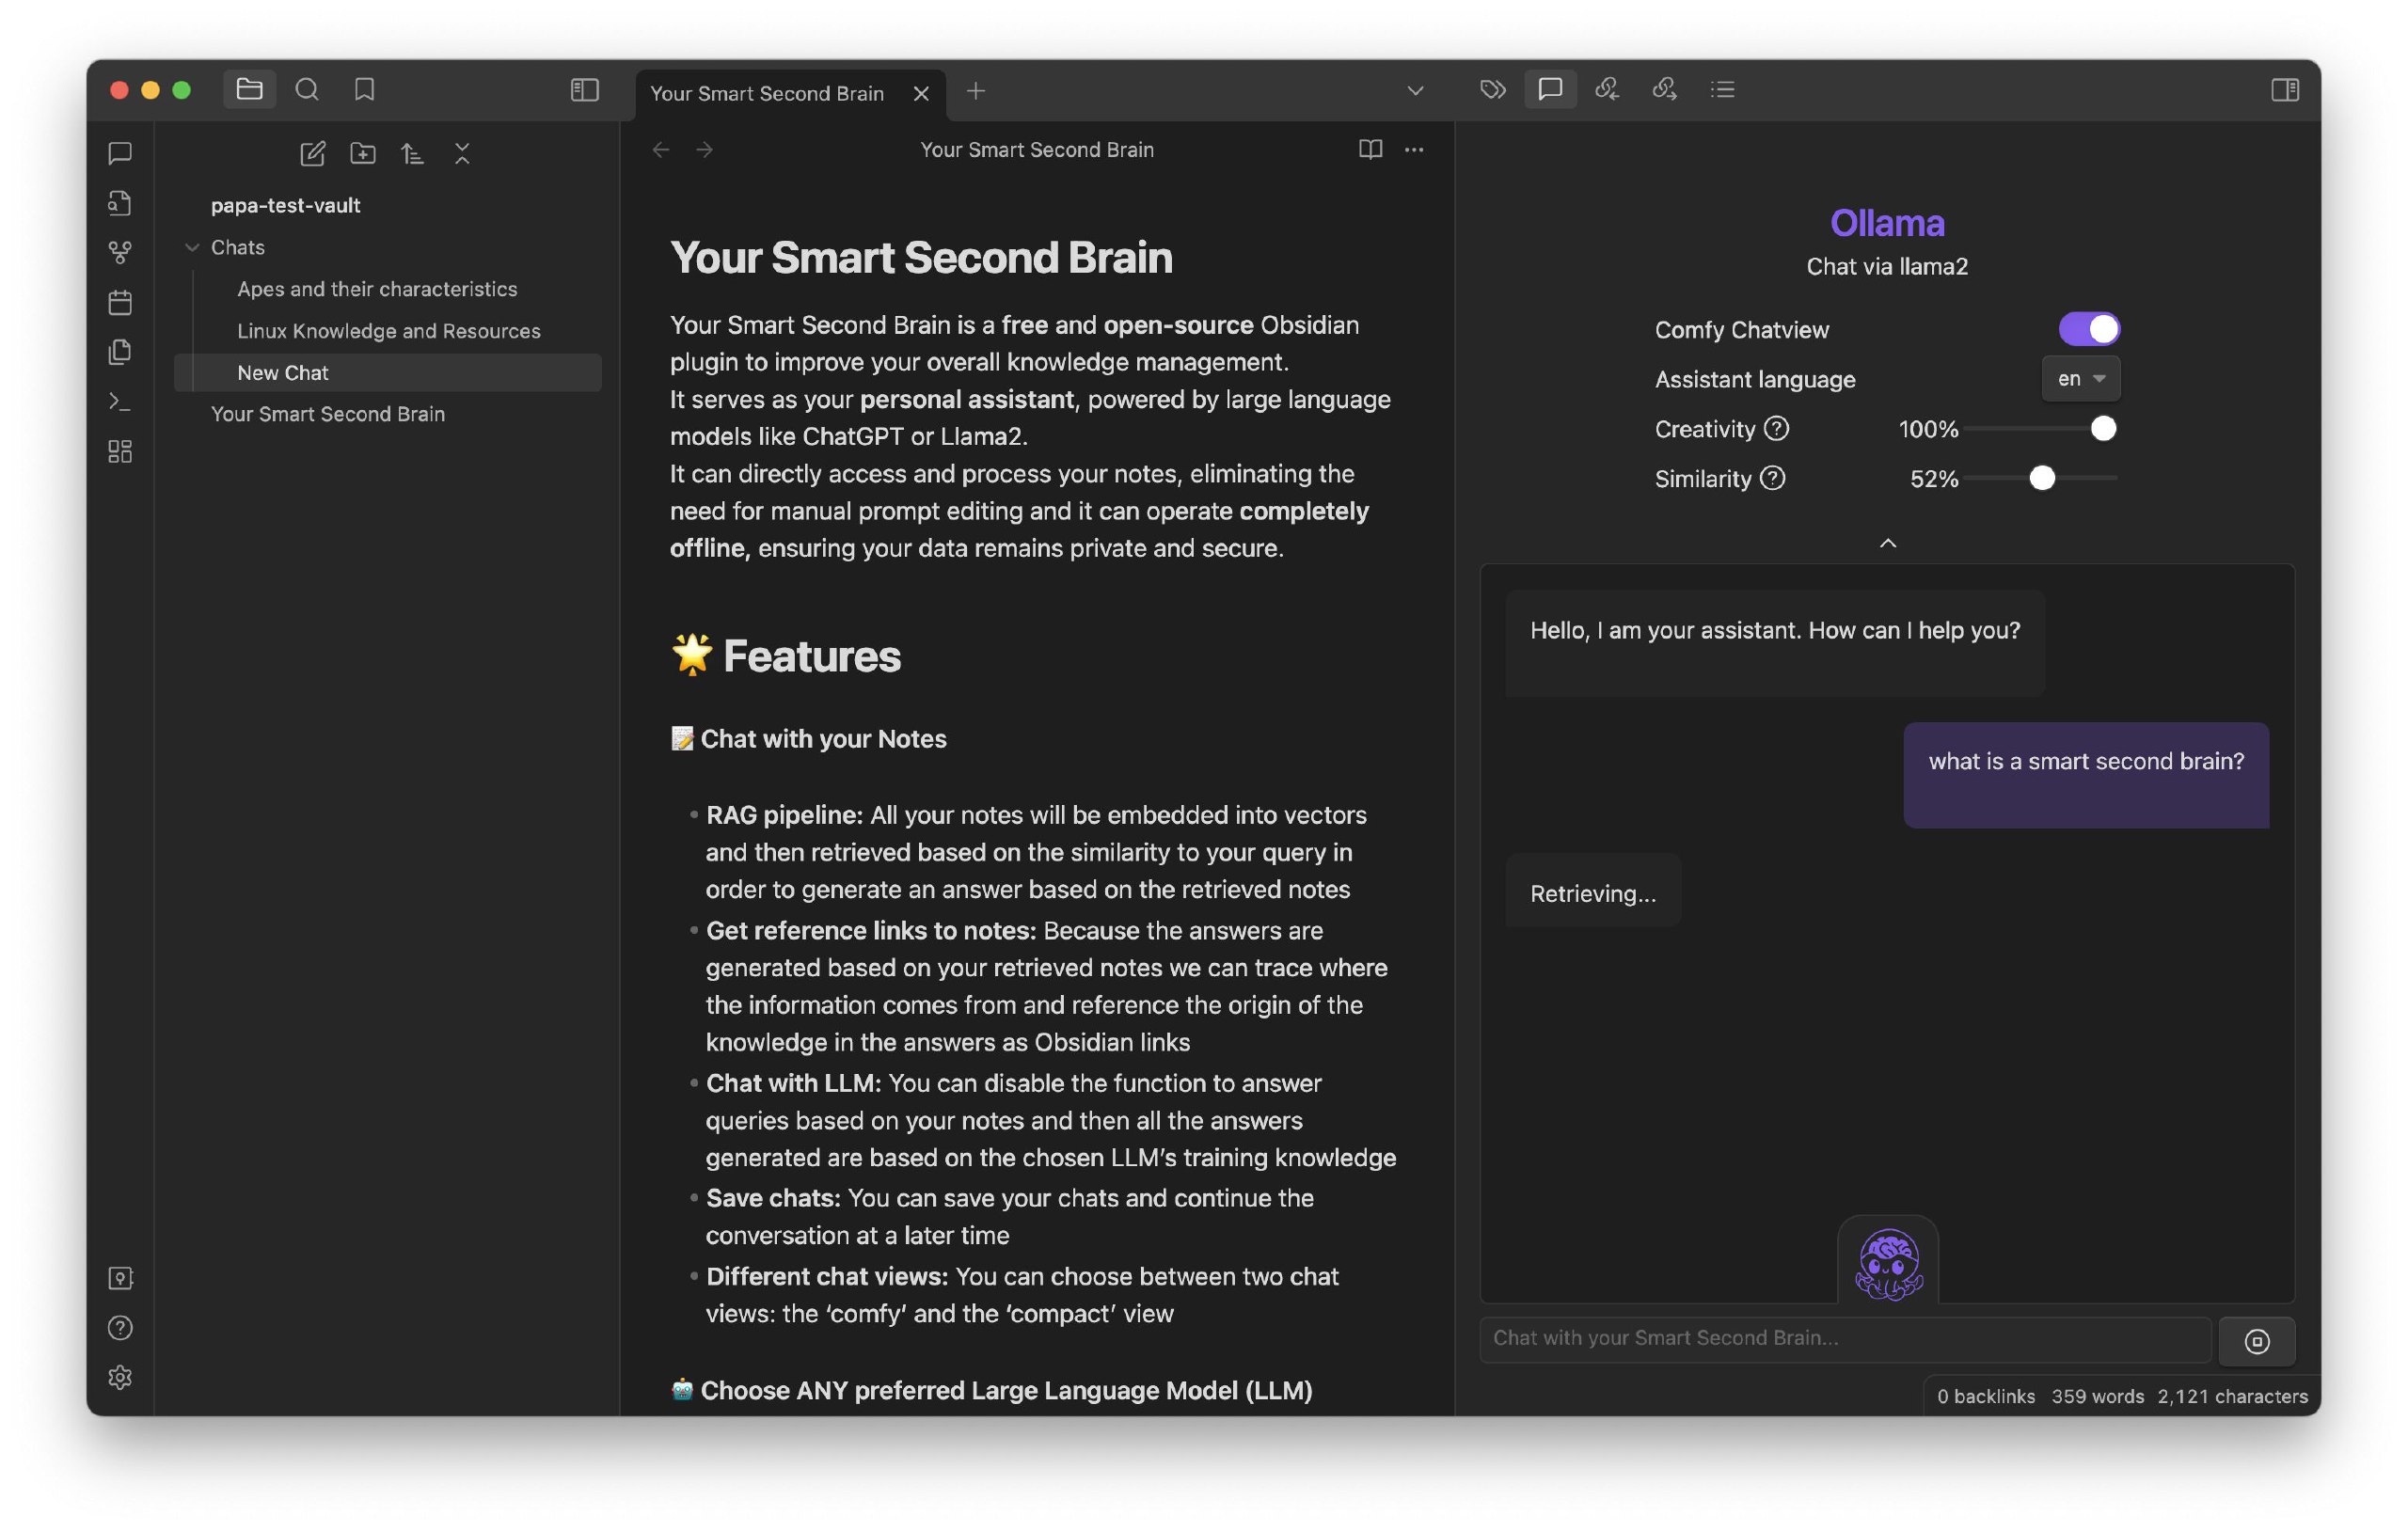 Your Smart Second Brain
papa-test-vault
Chats
Apes and their characteristics
Linux Knowledge and Resources
New Chat
Your Smart Second Brain
Your Smart Second Brain
Your Smart Second Brain
Your Smart Second Brain is a free and open-source Obsidian
plugin to improve your overall knowledge management.
It serves as your personal assistant, powered by large language
models like ChatGPT or Llama2.
It can directly access and process your notes, eliminating the
need for manual prompt editing and it can operate completely
offline, ensuring your data remains private and secure.
🌟 Features
📝 Chat with your Notes
• RAG pipeline: All your notes will be embedded into vectors
and then retrieved based on the similarity to your query in
order to generate an answer based on the retrieved notes
• Get reference links to notes: Because the answers are
generated based on your retrieved notes we can trace where
the information comes from and reference the origin of the
knowledge in the answers as Obsidian links
• Chat with LLM: You can disable the function to answer
queries based on your notes and then all the answers
generated are based on the chosen LLM’s training knowledge
• Save chats: You can save your chats and continue the
conversation at a later time
• Different chat views: You can choose between two chat
views: the ‘comfy’ and the ‘compact’ view
🤖 Choose ANY preferred Large Language Model (LLM)
Ollama
Chat via llama2
Comfy Chatview
Assistant language en
Creativity 100%
Similarity 52%
Hello, I am your assistant. How can I help you?
what is a smart second brain?
Retrieving...
Chat with your Smart Second Brain...
0 backlinks 359 words 2,121 characters